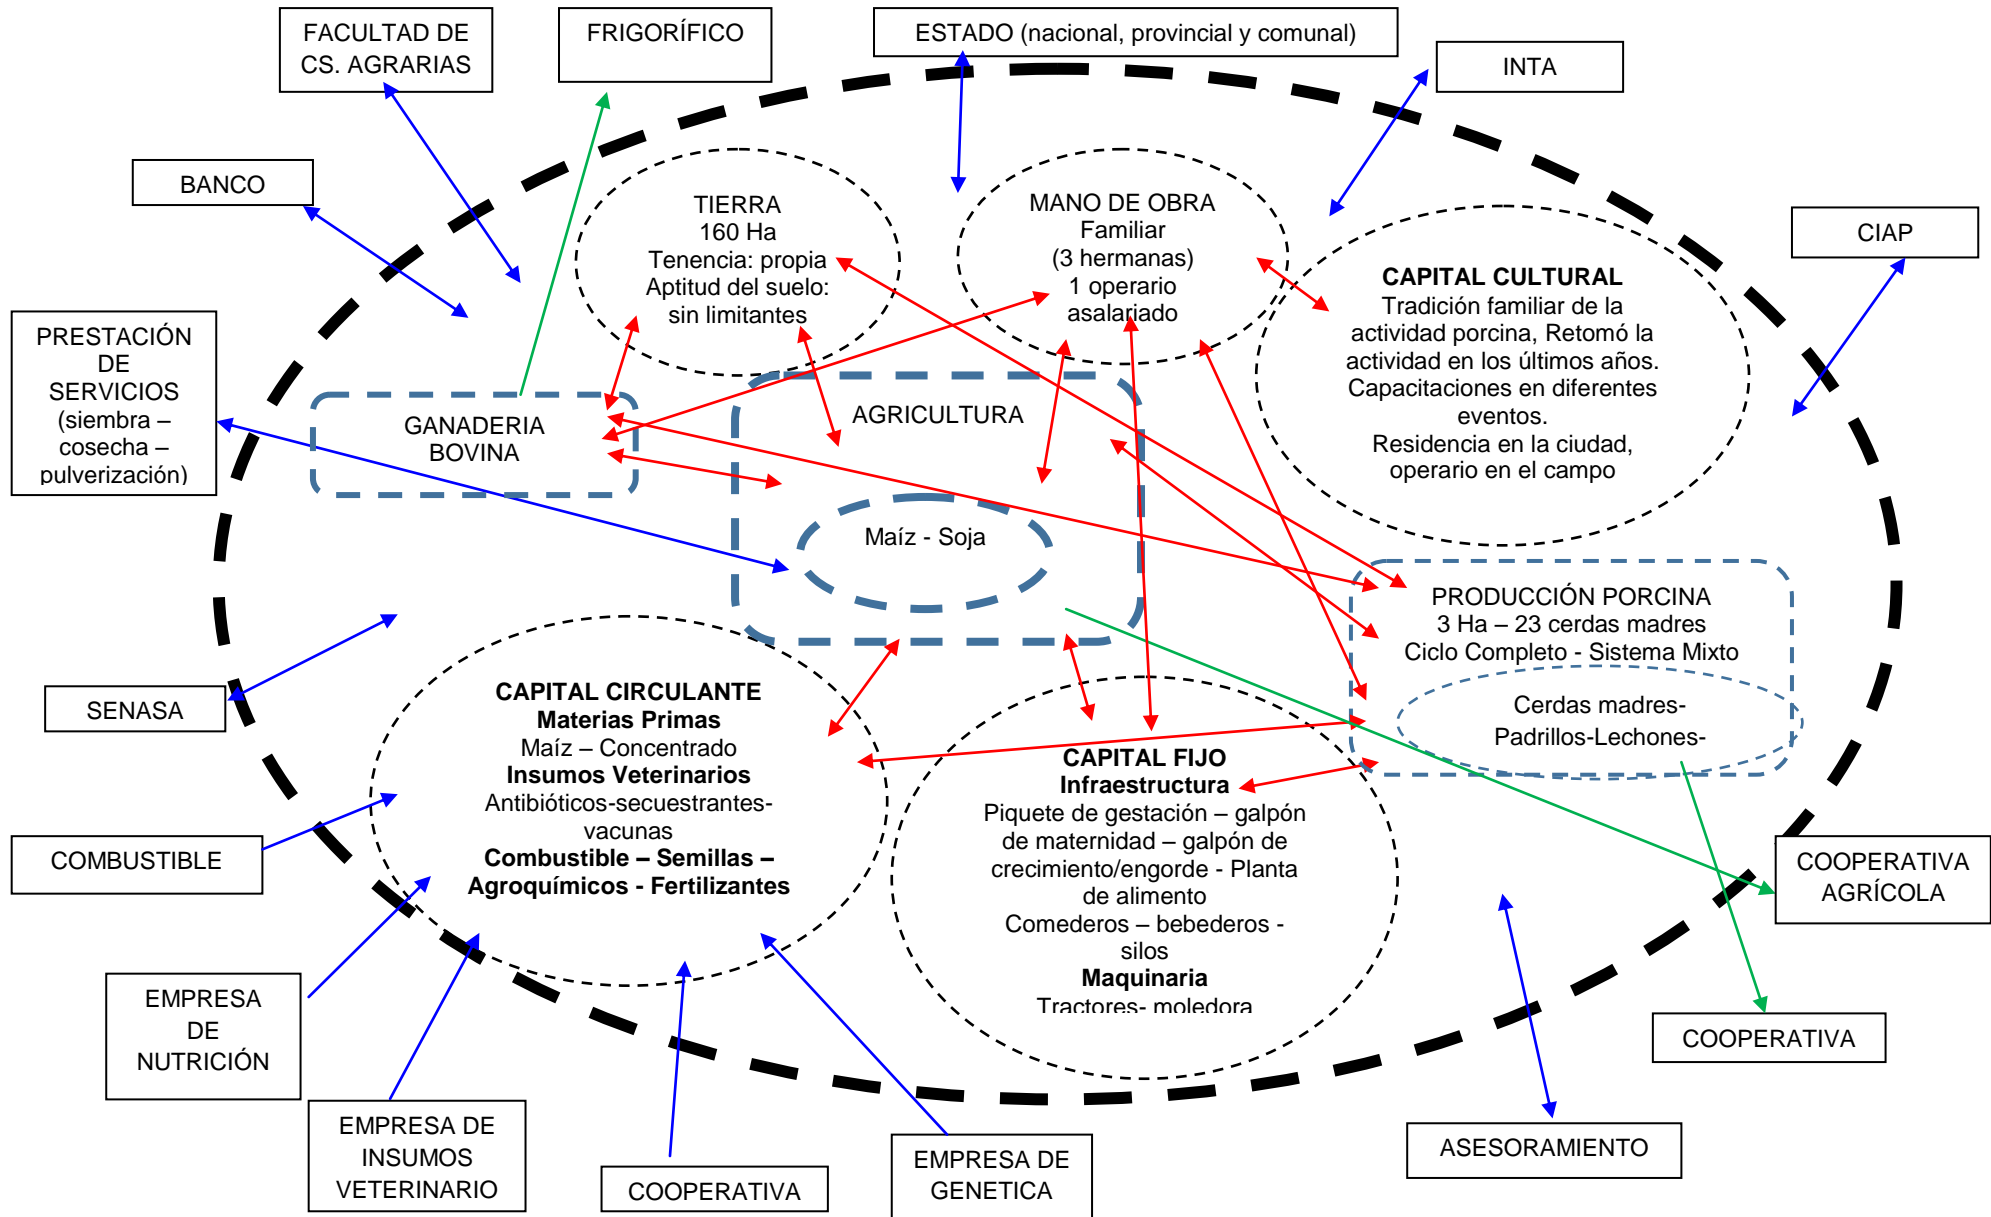 FACULTAD DE
CS. AGRARIAS
FRIGORÍFICO
ESTADO (nacional, provincial y comunal)
INTA
BANCO
TIERRA
160 Ha
Tenencia: propia
Aptitud del suelo:
sin limitantes
MANO DE OBRA
Familiar
(3 hermanas)
1 operario
asalariado
CAPITAL CULTURAL
Tradición familiar de la
actividad porcina, Retomó la
actividad en los últimos años.
Capacitaciones en diferentes
eventos.
Residencia en la ciudad,
operario en el campo
CIAP
PRESTACIÓN
DE
SERVICIOS
(siembra –
cosecha –
pulverización)
GANADERIA
BOVINA
AGRICULTURA
Maíz - Soja
PRODUCCIÓN PORCINA
3 Ha – 23 cerdas madres
Ciclo Completo - Sistema Mixto
Cerdas madres-
Padrillos-Lechones-
SENASA
CAPITAL CIRCULANTE
Materias Primas
Maíz – Concentrado
Insumos Veterinarios
Antibióticos-secuestrantes-
vacunas
Combustible – Semillas –
Agroquímicos - Fertilizantes
CAPITAL FIJO
Infraestructura
Piquete de gestación – galpón
de maternidad – galpón de
crecimiento/engorde - Planta
de alimento
Comederos – bebederos -
silos
Maquinaria
Tractores- moledora
COMBUSTIBLE
COOPERATIVA
AGRÍCOLA
EMPRESA
DE
NUTRICIÓN
COOPERATIVA
EMPRESA DE
INSUMOS
VETERINARIO
COOPERATIVA
EMPRESA DE
GENETICA
ASESORAMIENTO